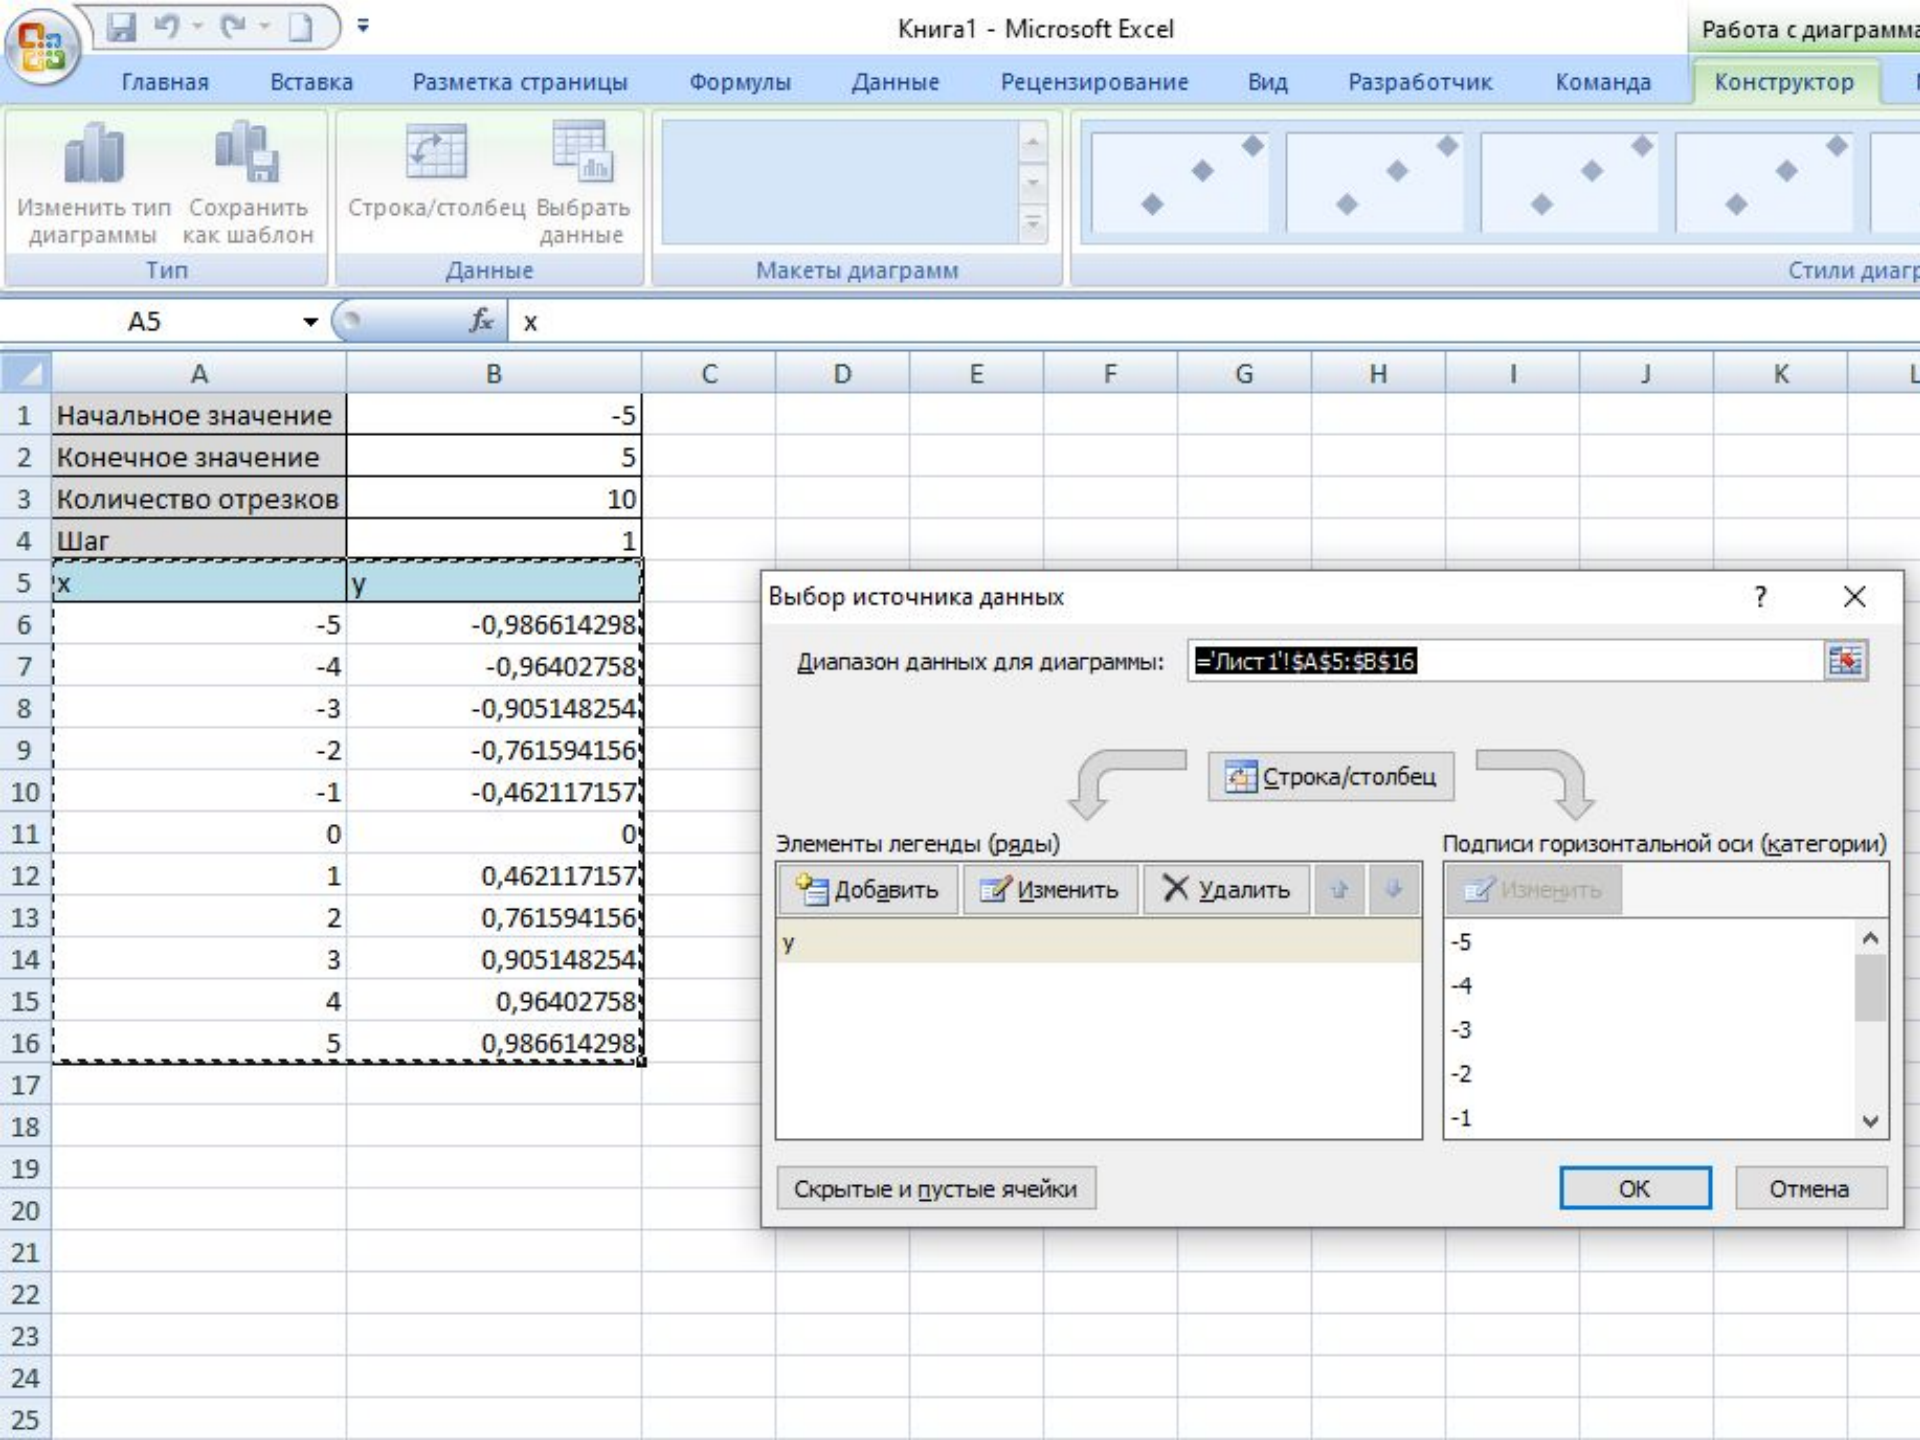 Книга1 - Microsoft Excel
Работа с диаграмма
Главная Вставка Разметка страницы Формулы Данные Рецензирование Вид Разработчик Команда Конструктор
Изменить тип диаграммы Сохранить как шаблон Строка/столбец Выбрать данные
Тип Данные Макеты диаграмм Стили диагр
A5 fx x
A B C D E F G H I J K L
1 Начальное значение -5
2 Конечное значение 5
3 Количество отрезков 10
4 Шаг 1
5 x y
6 -5 -0,986614298
7 -4 -0,96402758
8 -3 -0,905148254
9 -2 -0,761594156
10 -1 -0,462117157
11 0 0
12 1 0,462117157
13 2 0,761594156
14 3 0,905148254
15 4 0,96402758
16 5 0,986614298
17
18
19
20
21
22
23
24
25
Выбор источника данных ?
Диапазон данных для диаграммы: ='Лист1'!$A$5:$B$16
Строка/столбец
Элементы легенды (ряды) Подписи горизонтальной оси (категории)
Добавить Изменить Удалить Изменить
y
-5
-4
-3
-2
-1
Скрытые и пустые ячейки ОК Отмена